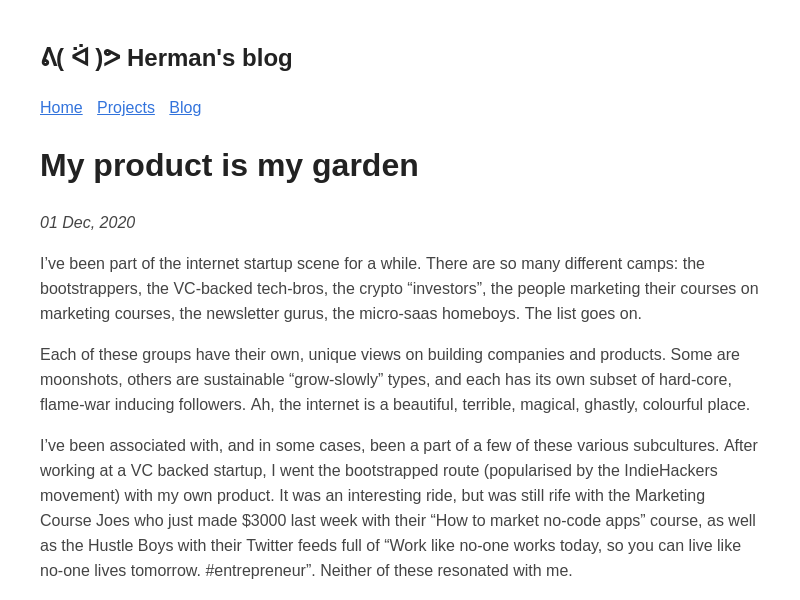 ᕕ( ᐛ )ᕗ Herman's blog
Home Projects Blog
My product is my garden
01 Dec, 2020
I’ve been part of the internet startup scene for a while. There are so many different camps: the
bootstrappers, the VC-backed tech-bros, the crypto “investors”, the people marketing their courses on
marketing courses, the newsletter gurus, the micro-saas homeboys. The list goes on.
Each of these groups have their own, unique views on building companies and products. Some are
moonshots, others are sustainable “grow-slowly” types, and each has its own subset of hard-core,
flame-war inducing followers. Ah, the internet is a beautiful, terrible, magical, ghastly, colourful place.
I’ve been associated with, and in some cases, been a part of a few of these various subcultures. After
working at a VC backed startup, I went the bootstrapped route (popularised by the IndieHackers
movement) with my own product. It was an interesting ride, but was still rife with the Marketing
Course Joes who just made $3000 last week with their “How to market no-code apps” course, as well
as the Hustle Boys with their Twitter feeds full of “Work like no-one works today, so you can live like
no-one lives tomorrow. #entrepreneur”. Neither of these resonated with me.